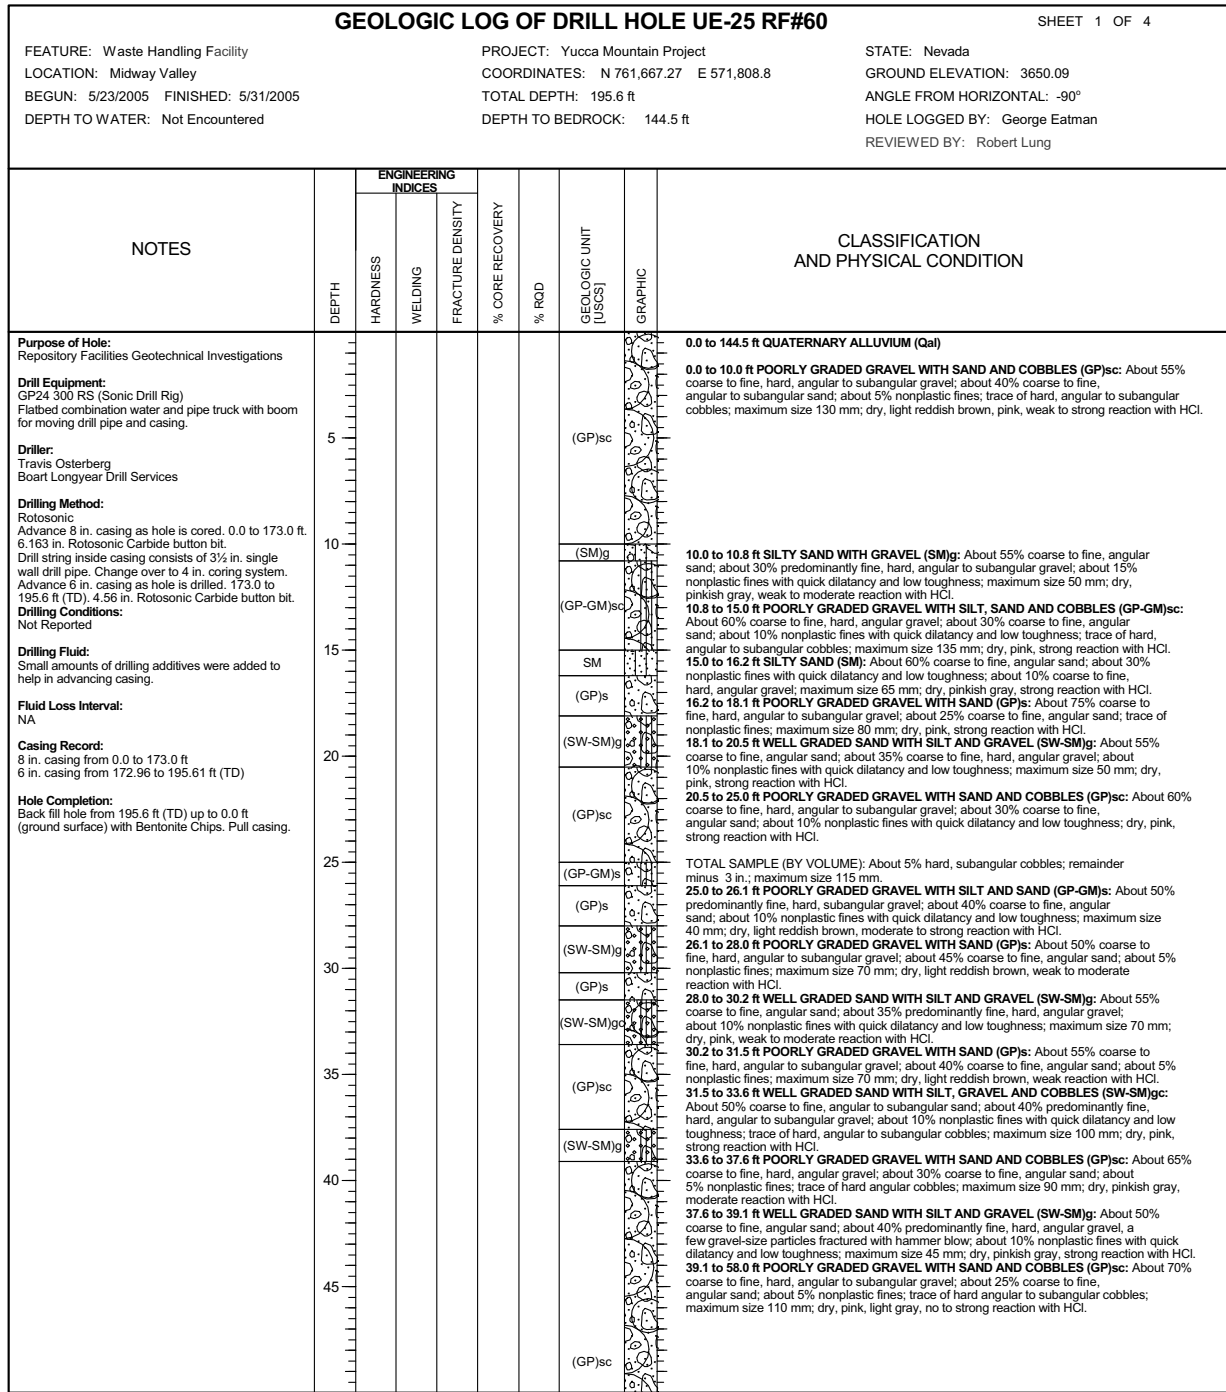 GEOLOGIC LOG OF DRILL HOLE UE-25 RF#60
SHEET 1 OF 4
FEATURE: Waste Handling Facility
LOCATION: Midway Valley
BEGUN: 5/23/2005 FINISHED: 5/31/2005
DEPTH TO WATER: Not Encountered
PROJECT: Yucca Mountain Project
COORDINATES: N 761,667.27 E 571,808.8
TOTAL DEPTH: 195.6 ft
DEPTH TO BEDROCK: 144.5 ft
STATE: Nevada
GROUND ELEVATION: 3650.09
ANGLE FROM HORIZONTAL: -90°
HOLE LOGGED BY: George Eatman
REVIEWED BY: Robert Lung
NOTES
DEPTH
ENGINEERING
INDICES
HARDNESS
WELDING
FRACTURE DENSITY
% CORE RECOVERY
% RQD
GEOLOGIC UNIT
[USCS]
GRAPHIC
CLASSIFICATION
AND PHYSICAL CONDITION
Purpose of Hole:
Repository Facilities Geotechnical Investigations
Drill Equipment:
GP24 300 RS (Sonic Drill Rig)
Flatbed combination water and pipe truck with boom
for moving drill pipe and casing.
Driller:
Travis Osterberg
Boart Longyear Drill Services
Drilling Method:
Rotosonic
Advance 8 in. casing as hole is cored. 0.0 to 173.0 ft.
6.163 in. Rotosonic Carbide button bit.
Drill string inside casing consists of 3½ in. single
wall drill pipe. Change over to 4 in. coring system.
Advance 6 in. casing as hole is drilled. 173.0 to
195.6 ft (TD). 4.56 in. Rotosonic Carbide button bit.
Drilling Conditions:
Not Reported
Drilling Fluid:
Small amounts of drilling additives were added to
help in advancing casing.
Fluid Loss Interval:
NA
Casing Record:
8 in. casing from 0.0 to 173.0 ft
6 in. casing from 172.96 to 195.61 ft (TD)
Hole Completion:
Back fill hole from 195.6 ft (TD) up to 0.0 ft
(ground surface) with Bentonite Chips. Pull casing.
5
10
15
20
25
30
35
40
45
(GP)sc
(SM)g
(GP-GM)sc
SM
(GP)s
(SW-SM)g
(GP)sc
(GP-GM)s
(GP)s
(SW-SM)g
(GP)s
(SW-SM)gc
(GP)sc
(SW-SM)g
(GP)sc
0.0 to 144.5 ft QUATERNARY ALLUVIUM (Qal)
0.0 to 10.0 ft POORLY GRADED GRAVEL WITH SAND AND COBBLES (GP)sc: About 55%
coarse to fine, hard, angular to subangular gravel; about 40% coarse to fine,
angular to subangular sand; about 5% nonplastic fines; trace of hard, angular to subangular
cobbles; maximum size 130 mm; dry, light reddish brown, pink, weak to strong reaction with HCl.
10.0 to 10.8 ft SILTY SAND WITH GRAVEL (SM)g: About 55% coarse to fine, angular
sand; about 30% predominantly fine, hard, angular to subangular gravel; about 15%
nonplastic fines with quick dilatancy and low toughness; maximum size 50 mm; dry,
pinkish gray, weak to moderate reaction with HCl.
10.8 to 15.0 ft POORLY GRADED GRAVEL WITH SILT, SAND AND COBBLES (GP-GM)sc:
About 60% coarse to fine, hard, angular gravel; about 30% coarse to fine, angular
sand; about 10% nonplastic fines with quick dilatancy and low toughness; trace of hard,
angular to subangular cobbles; maximum size 135 mm; dry, pink, strong reaction with HCl.
15.0 to 16.2 ft SILTY SAND (SM): About 60% coarse to fine, angular sand; about 30%
nonplastic fines with quick dilatancy and low toughness; about 10% coarse to fine,
hard, angular gravel; maximum size 65 mm; dry, pinkish gray, strong reaction with HCl.
16.2 to 18.1 ft POORLY GRADED GRAVEL WITH SAND (GP)s: About 75% coarse to
fine, hard, angular to subangular gravel; about 25% coarse to fine, angular sand; trace of
nonplastic fines; maximum size 80 mm; dry, pink, strong reaction with HCl.
18.1 to 20.5 ft WELL GRADED SAND WITH SILT AND GRAVEL (SW-SM)g: About 55%
coarse to fine, angular sand; about 35% coarse to fine, hard, angular gravel; about
10% nonplastic fines with quick dilatancy and low toughness; maximum size 50 mm; dry,
pink, strong reaction with HCl.
20.5 to 25.0 ft POORLY GRADED GRAVEL WITH SAND AND COBBLES (GP)sc: About 60%
coarse to fine, hard, angular to subangular gravel; about 30% coarse to fine,
angular sand; about 10% nonplastic fines with quick dilatancy and low toughness; dry, pink,
strong reaction with HCl.
TOTAL SAMPLE (BY VOLUME): About 5% hard, subangular cobbles; remainder
minus 3 in.; maximum size 115 mm.
25.0 to 26.1 ft POORLY GRADED GRAVEL WITH SILT AND SAND (GP-GM)s: About 50%
predominantly fine, hard, subangular gravel; about 40% coarse to fine, angular
sand; about 10% nonplastic fines with quick dilatancy and low toughness; maximum size
40 mm; dry, light reddish brown, moderate to strong reaction with HCl.
26.1 to 28.0 ft POORLY GRADED GRAVEL WITH SAND (GP)s: About 50% coarse to
fine, hard, angular to subangular gravel; about 45% coarse to fine, angular sand; about 5%
nonplastic fines; maximum size 70 mm; dry, light reddish brown, weak to moderate
reaction with HCl.
28.0 to 30.2 ft WELL GRADED SAND WITH SILT AND GRAVEL (SW-SM)g: About 55%
coarse to fine, angular sand; about 35% predominantly fine, hard, angular gravel;
about 10% nonplastic fines with quick dilatancy and low toughness; maximum size 70 mm;
dry, pink, weak to moderate reaction with HCl.
30.2 to 31.5 ft POORLY GRADED GRAVEL WITH SAND (GP)s: About 55% coarse to
fine, hard, angular to subangular gravel; about 40% coarse to fine, angular sand; about 5%
nonplastic fines; maximum size 70 mm; dry, light reddish brown, weak reaction with HCl.
31.5 to 33.6 ft WELL GRADED SAND WITH SILT, GRAVEL AND COBBLES (SW-SM)gc:
About 50% coarse to fine, angular to subangular sand; about 40% predominantly fine,
hard, angular to subangular gravel; about 10% nonplastic fines with quick dilatancy and low
toughness; trace of hard, angular to subangular cobbles; maximum size 100 mm; dry, pink,
strong reaction with HCl.
33.6 to 37.6 ft POORLY GRADED GRAVEL WITH SAND AND COBBLES (GP)sc: About 65%
coarse to fine, hard, angular gravel; about 30% coarse to fine, angular sand; about
5% nonplastic fines; trace of hard angular cobbles; maximum size 90 mm; dry, pinkish gray,
moderate reaction with HCl.
37.6 to 39.1 ft WELL GRADED SAND WITH SILT AND GRAVEL (SW-SM)g: About 50%
coarse to fine, angular sand; about 40% predominantly fine, hard, angular gravel, a
few gravel-size particles fractured with hammer blow; about 10% nonplastic fines with quick
dilatancy and low toughness; maximum size 45 mm; dry, pinkish gray, strong reaction with HCl.
39.1 to 58.0 ft POORLY GRADED GRAVEL WITH SAND AND COBBLES (GP)sc: About 70%
coarse to fine, hard, angular to subangular gravel; about 25% coarse to fine,
angular sand; about 5% nonplastic fines; trace of hard angular to subangular cobbles;
maximum size 110 mm; dry, pink, light gray, no to strong reaction with HCl.